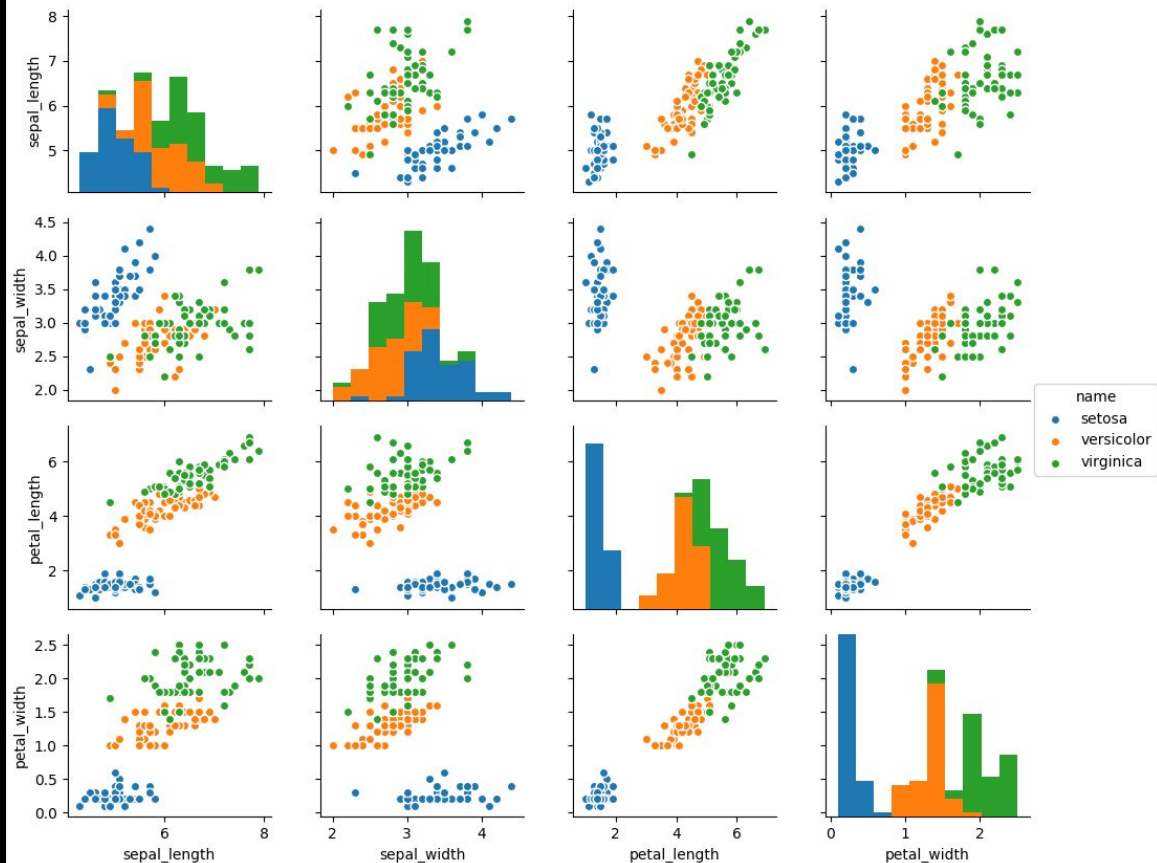 8
7
6
5
sepal_length
4.5
4.0
3.5
3.0
2.5
2.0
sepal_width
name
setosa
versicolor
virginica
6
4
2
petal_length
2.5
2.0
1.5
1.0
0.5
0.0
petal_width
6 8 2 3 4 2 4 6 0 1 2
sepal_length sepal_width petal_length petal_width